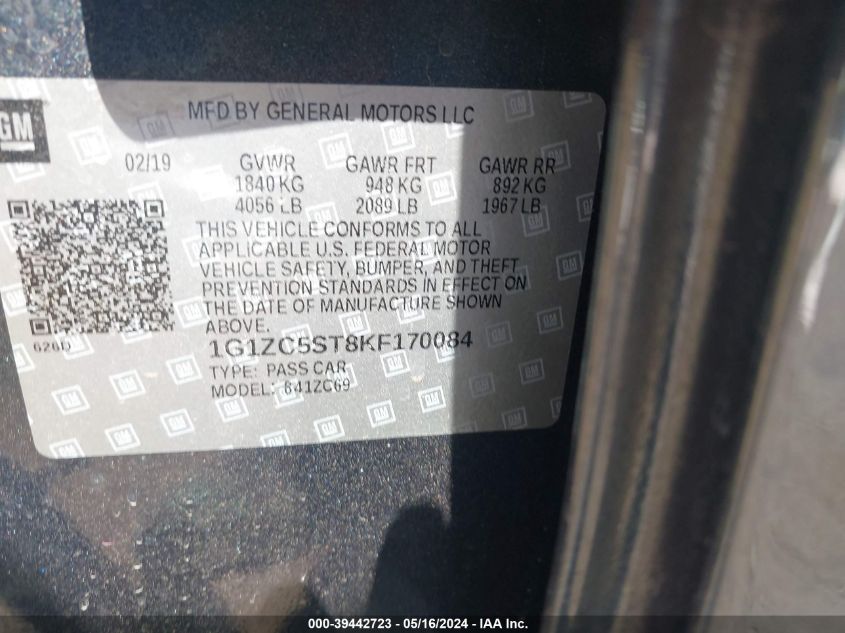 GM
MFD BY GENERAL MOTORS LLC
02/19 GVWR GAWR FRT GAWR RR
1840 KG 948 KG 892 KG
4056 LB 2089 LB 1967 LB
THIS VEHICLE CONFORMS TO ALL
APPLICABLE U.S. FEDERAL MOTOR
VEHICLE SAFETY, BUMPER, AND THEFT
PREVENTION STANDARDS IN EFFECT ON
THE DATE OF MANUFACTURE SHOWN
ABOVE.
1G1ZC5ST8KF170084
TYPE: PASS CAR
MODEL: 841ZC69
000-39442723 - 05/16/2024 - IAA Inc.